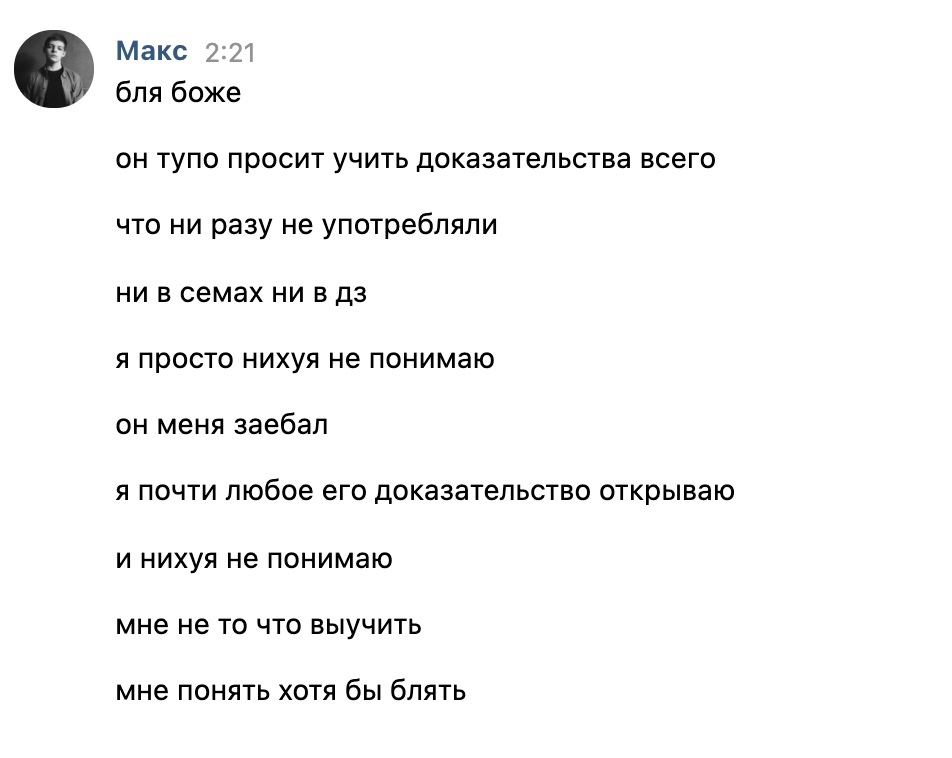 Макс 2:21
бля боже
он тупо просит учить доказательства всего
что ни разу не употребляли
ни в семах ни в дз
я просто нихуя не понимаю
он меня заебал
я почти любое его доказательство открываю
и нихуя не понимаю
мне не то что выучить
мне понять хотя бы блять